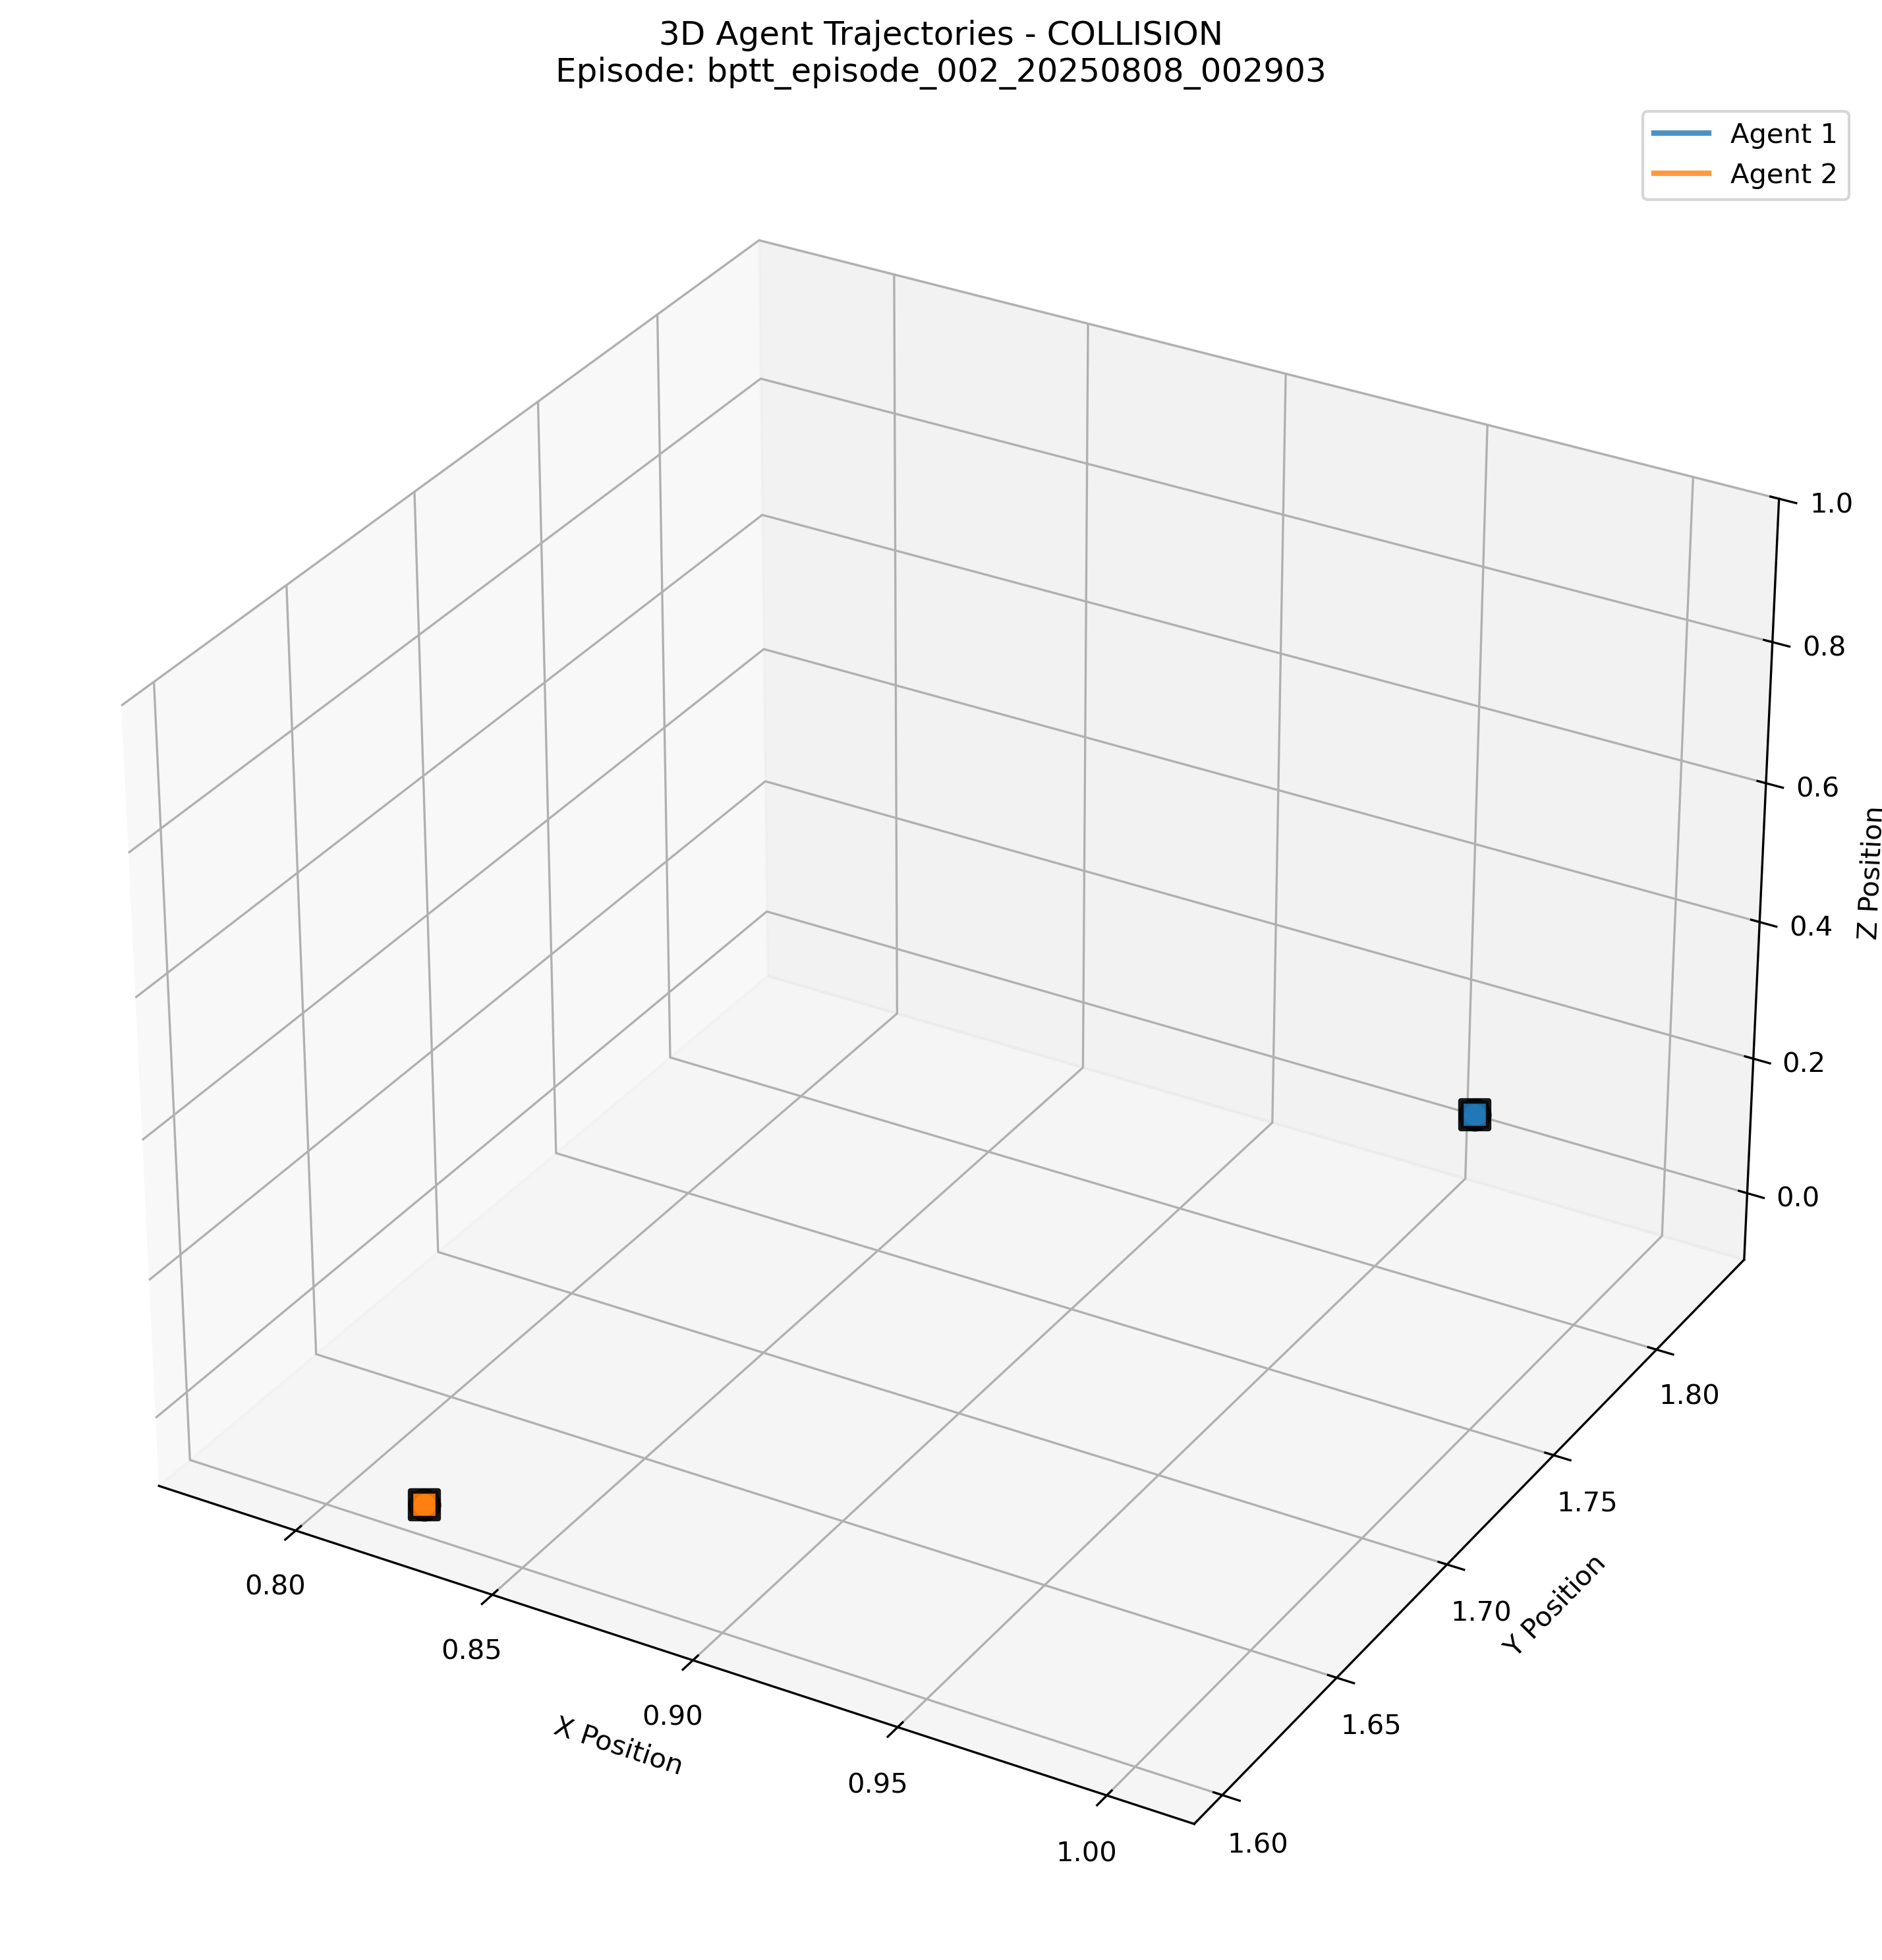 3D Agent Trajectories - COLLISION
Episode: bptt_episode_002_20250808_002903
Agent 1
Agent 2
1.0
0.8
0.6
0.4
0.2
0.0
Z Position
1.80
1.75
1.70
1.65
1.60
Y Position
0.80
0.85
0.90
0.95
1.00
X Position